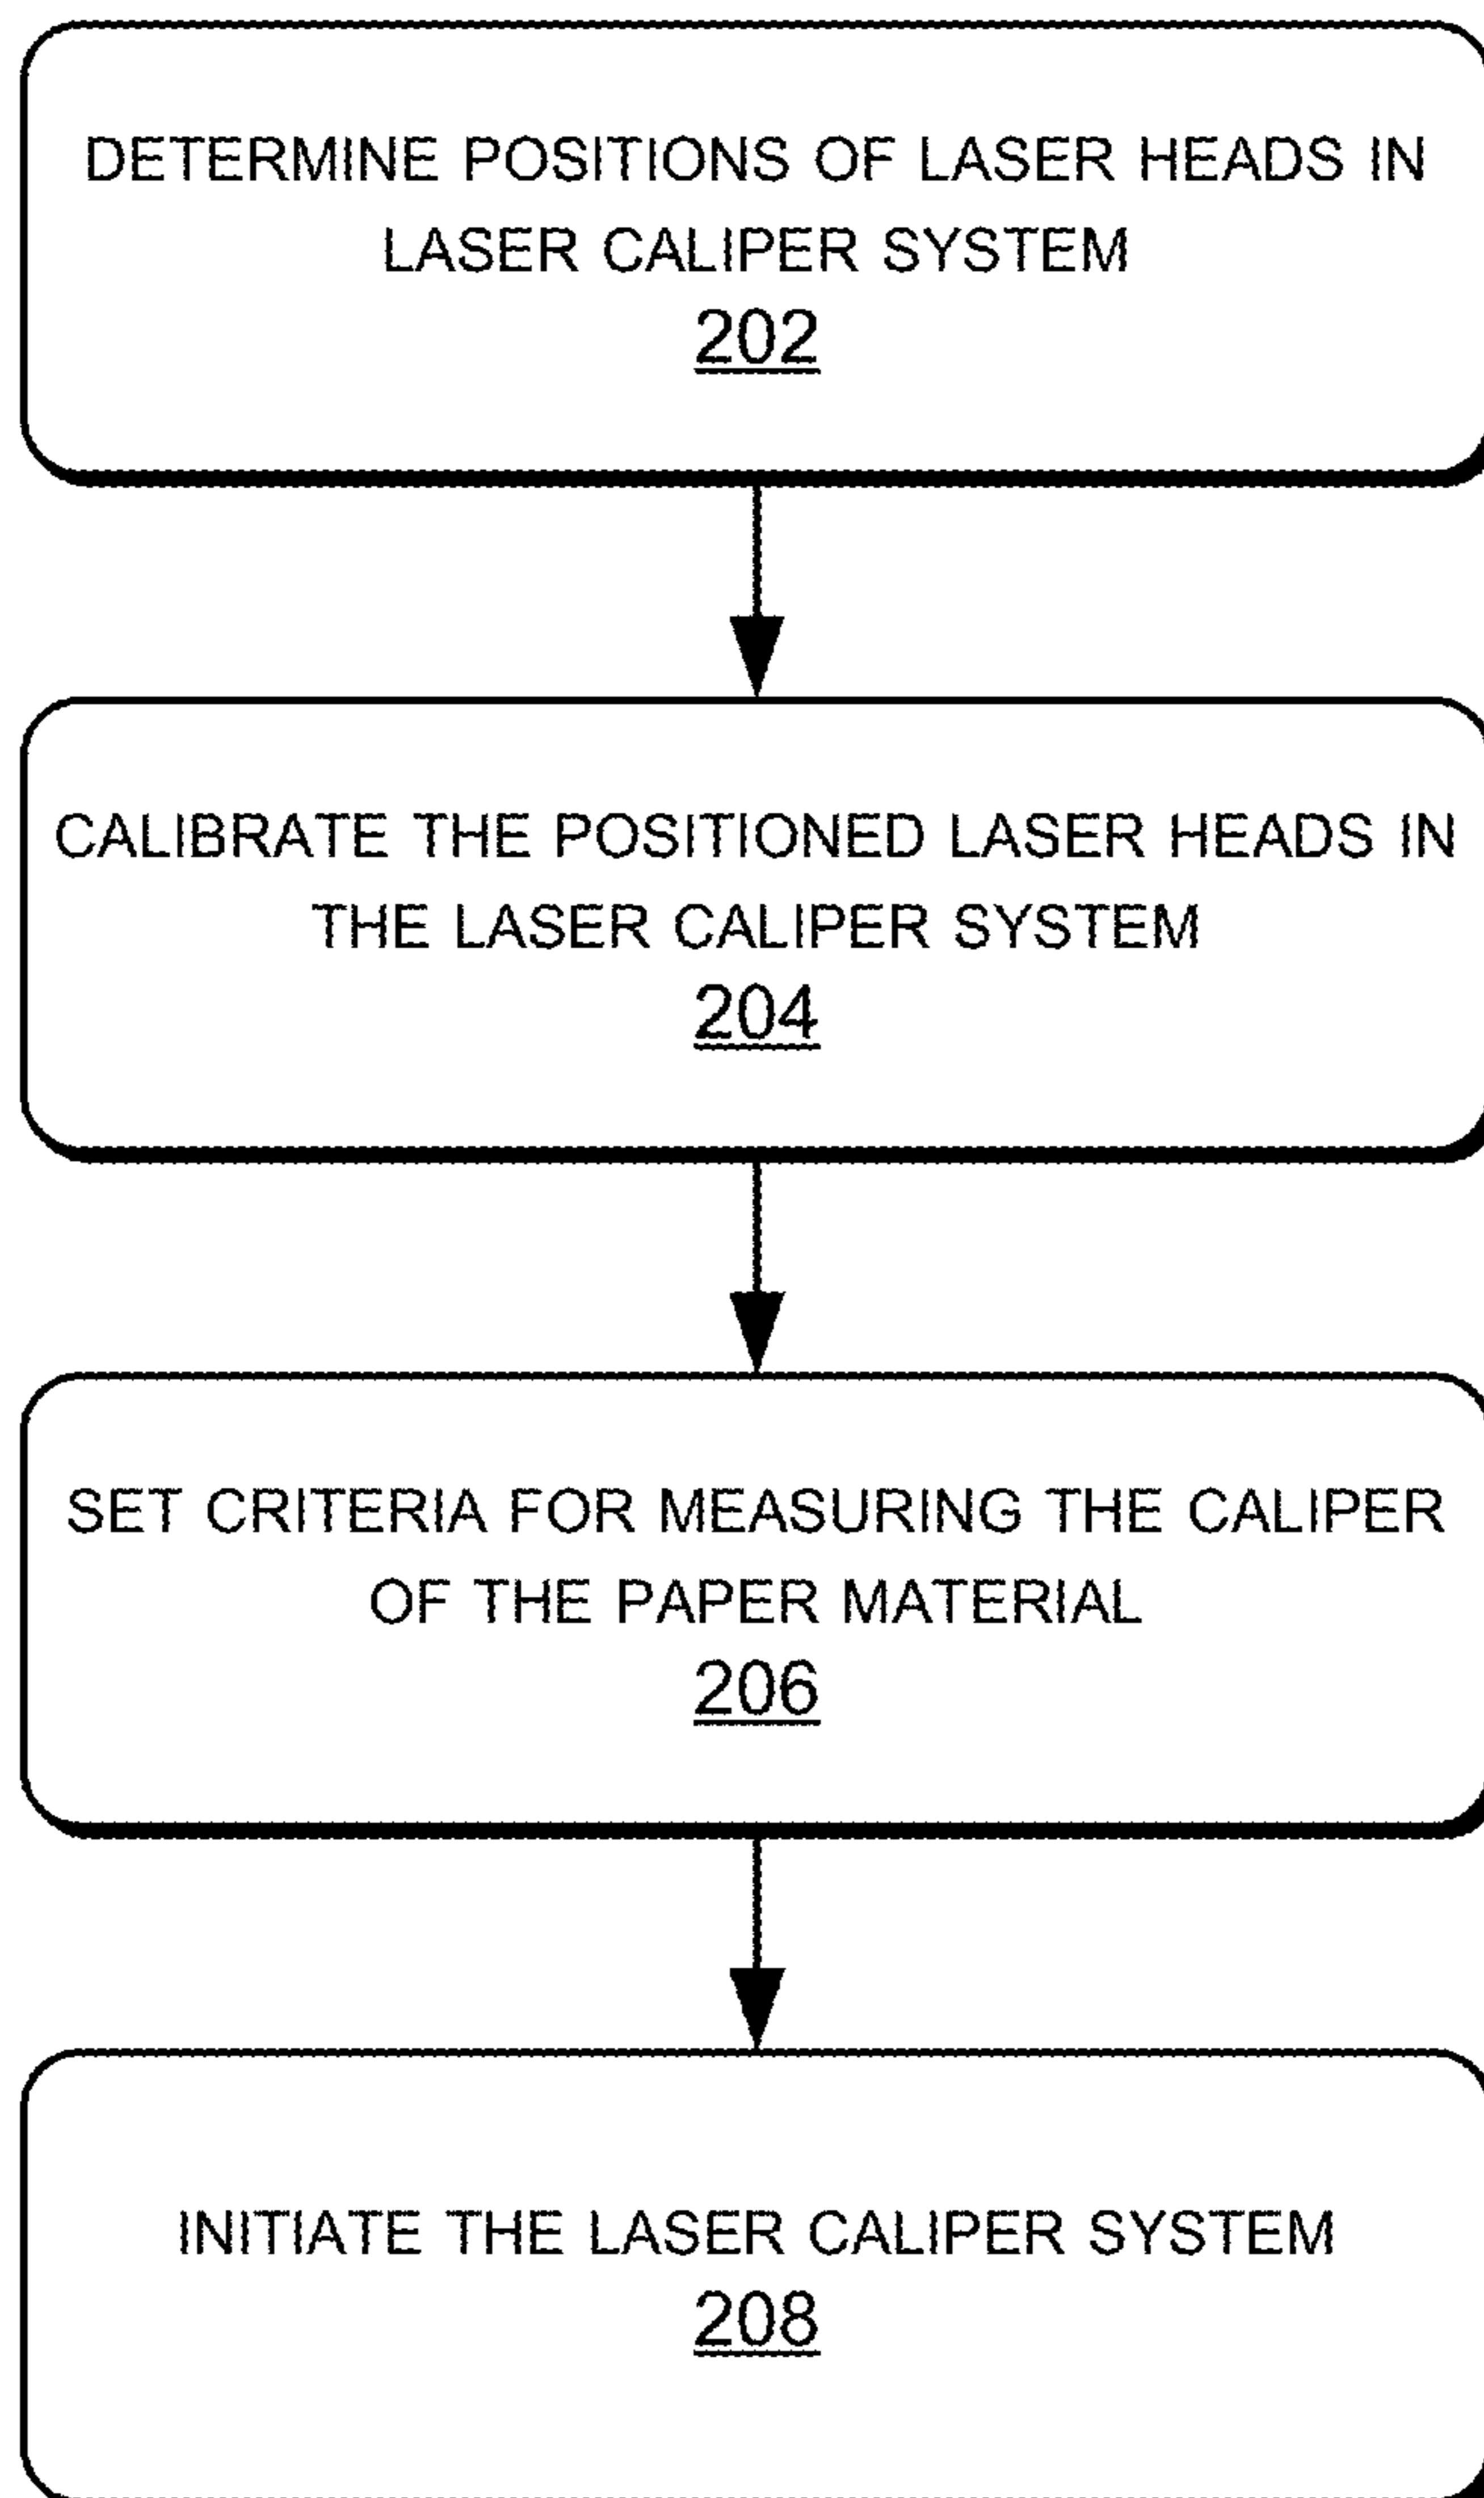 DETERMINE POSITIONS OF LASER HEADS IN
LASER CALIPER SYSTEM
202
CALIBRATE THE POSITIONED LASER HEADS IN
THE LASER CALIPER SYSTEM
204
SET CRITERIA FOR MEASURING THE CALIPER
OF THE PAPER MATERIAL
206
INITIATE THE LASER CALIPER SYSTEM
208